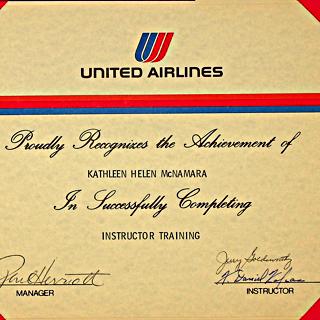 UNITED AIRLINES
Proudly Recognizes the Achievement of
KATHLEEN HELEN McNAMARA
In Successfully Completing
INSTRUCTOR TRAINING
MANAGER
INSTRUCTOR